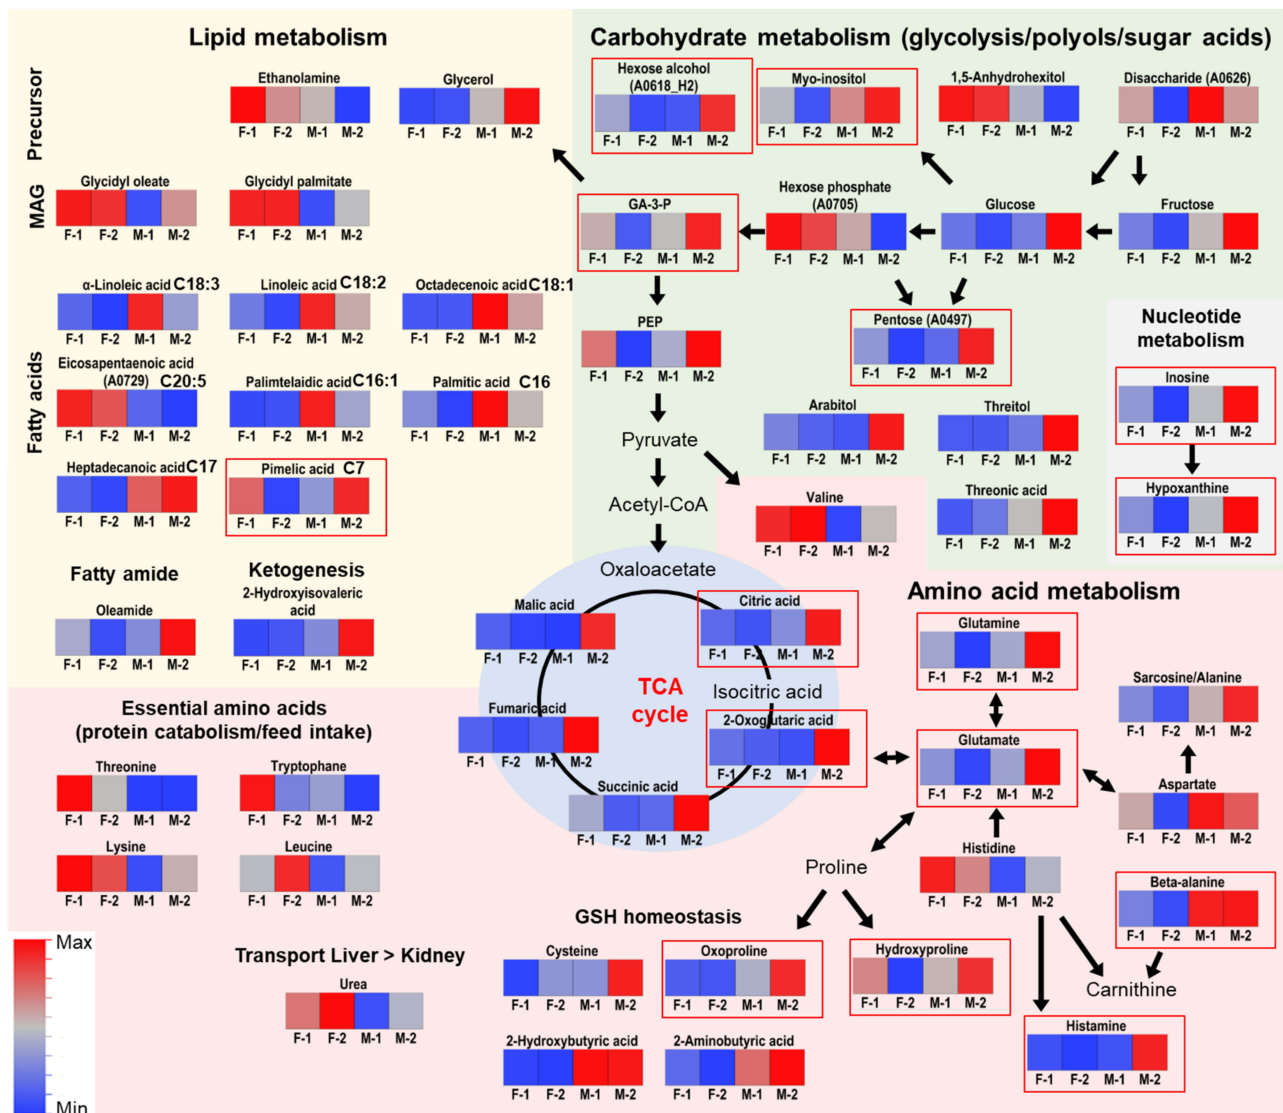 Lipid metabolism
Carbohydrate metabolism (glycolysis/polyols/sugar acids)
Precursor
Ethanolamine
F-1 F-2 M-1 M-2
Glycerol
F-1 F-2 M-1 M-2
Hexose alcohol
(A0618_H2)
F-1 F-2 M-1 M-2
Myo-inositol
F-1 F-2 M-1 M-2
1,5-Anhydrohexitol
F-1 F-2 M-1 M-2
Disaccharide (A0626)
F-1 F-2 M-1 M-2
MAG
Glycidyl oleate
F-1 F-2 M-1 M-2
Glycidyl palmitate
F-1 F-2 M-1 M-2
GA-3-P
F-1 F-2 M-1 M-2
Hexose phosphate
(A0705)
F-1 F-2 M-1 M-2
Glucose
F-1 F-2 M-1 M-2
Fructose
F-1 F-2 M-1 M-2
Fatty acids
α-Linoleic acid C18:3
F-1 F-2 M-1 M-2
Linoleic acid C18:2
F-1 F-2 M-1 M-2
Octadecenoic acid C18:1
F-1 F-2 M-1 M-2
PEP
F-1 F-2 M-1 M-2
Pentose (A0497)
F-1 F-2 M-1 M-2
Nucleotide
metabolism
Inosine
F-1 F-2 M-1 M-2
Hypoxanthine
F-1 F-2 M-1 M-2
Eicosapentaenoic acid
(A0729) C20:5
F-1 F-2 M-1 M-2
Palimtelaidic acid C16:1
F-1 F-2 M-1 M-2
Palmitic acid C16
F-1 F-2 M-1 M-2
Arabitol
F-1 F-2 M-1 M-2
Threitol
F-1 F-2 M-1 M-2
Pyruvate
Heptadecanoic acid C17
F-1 F-2 M-1 M-2
Pimelic acid C7
F-1 F-2 M-1 M-2
Acetyl-CoA
Valine
F-1 F-2 M-1 M-2
Threonic acid
F-1 F-2 M-1 M-2
Fatty amide
Oleamide
F-1 F-2 M-1 M-2
Ketogenesis
2-Hydroxyisovaleric
acid
F-1 F-2 M-1 M-2
Oxaloacetate
Malic acid
F-1 F-2 M-1 M-2
Citric acid
F-1 F-2 M-1 M-2
TCA
cycle
Isocitric acid
Fumaric acid
F-1 F-2 M-1 M-2
2-Oxoglutaric acid
F-1 F-2 M-1 M-2
Succinic acid
F-1 F-2 M-1 M-2
Amino acid metabolism
Glutamine
F-1 F-2 M-1 M-2
Sarcosine/Alanine
F-1 F-2 M-1 M-2
Glutamate
F-1 F-2 M-1 M-2
Aspartate
F-1 F-2 M-1 M-2
Essential amino acids
(protein catabolism/feed intake)
Threonine
F-1 F-2 M-1 M-2
Tryptophane
F-1 F-2 M-1 M-2
Lysine
F-1 F-2 M-1 M-2
Leucine
F-1 F-2 M-1 M-2
Proline
Histidine
F-1 F-2 M-1 M-2
Beta-alanine
F-1 F-2 M-1 M-2
GSH homeostasis
Cysteine
F-1 F-2 M-1 M-2
Oxoproline
F-1 F-2 M-1 M-2
Hydroxyproline
F-1 F-2 M-1 M-2
Carnithine
Transport Liver > Kidney
Urea
F-1 F-2 M-1 M-2
Histamine
F-1 F-2 M-1 M-2
2-Hydroxybutyric acid
F-1 F-2 M-1 M-2
2-Aminobutyric acid
F-1 F-2 M-1 M-2
Max
Min